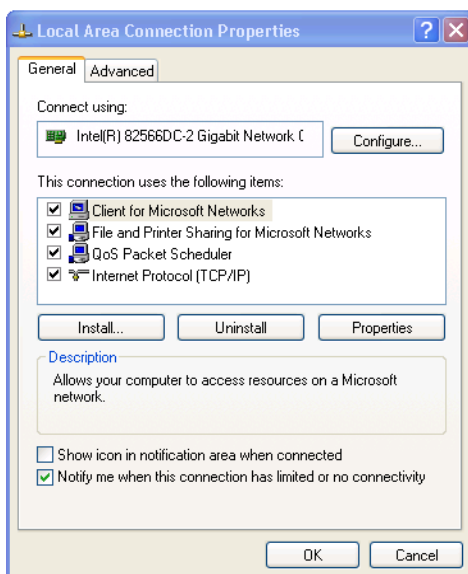 Local Area Connection Properties
General Advanced
Connect using:
Intel(R) 82566DC-2 Gigabit Network C
Configure...
This connection uses the following items:
Client for Microsoft Networks
File and Printer Sharing for Microsoft Networks
QoS Packet Scheduler
Internet Protocol (TCP/IP)
Install... Uninstall Properties
Description
Allows your computer to access resources on a Microsoft
network.
Show icon in notification area when connected
Notify me when this connection has limited or no connectivity
OK Cancel